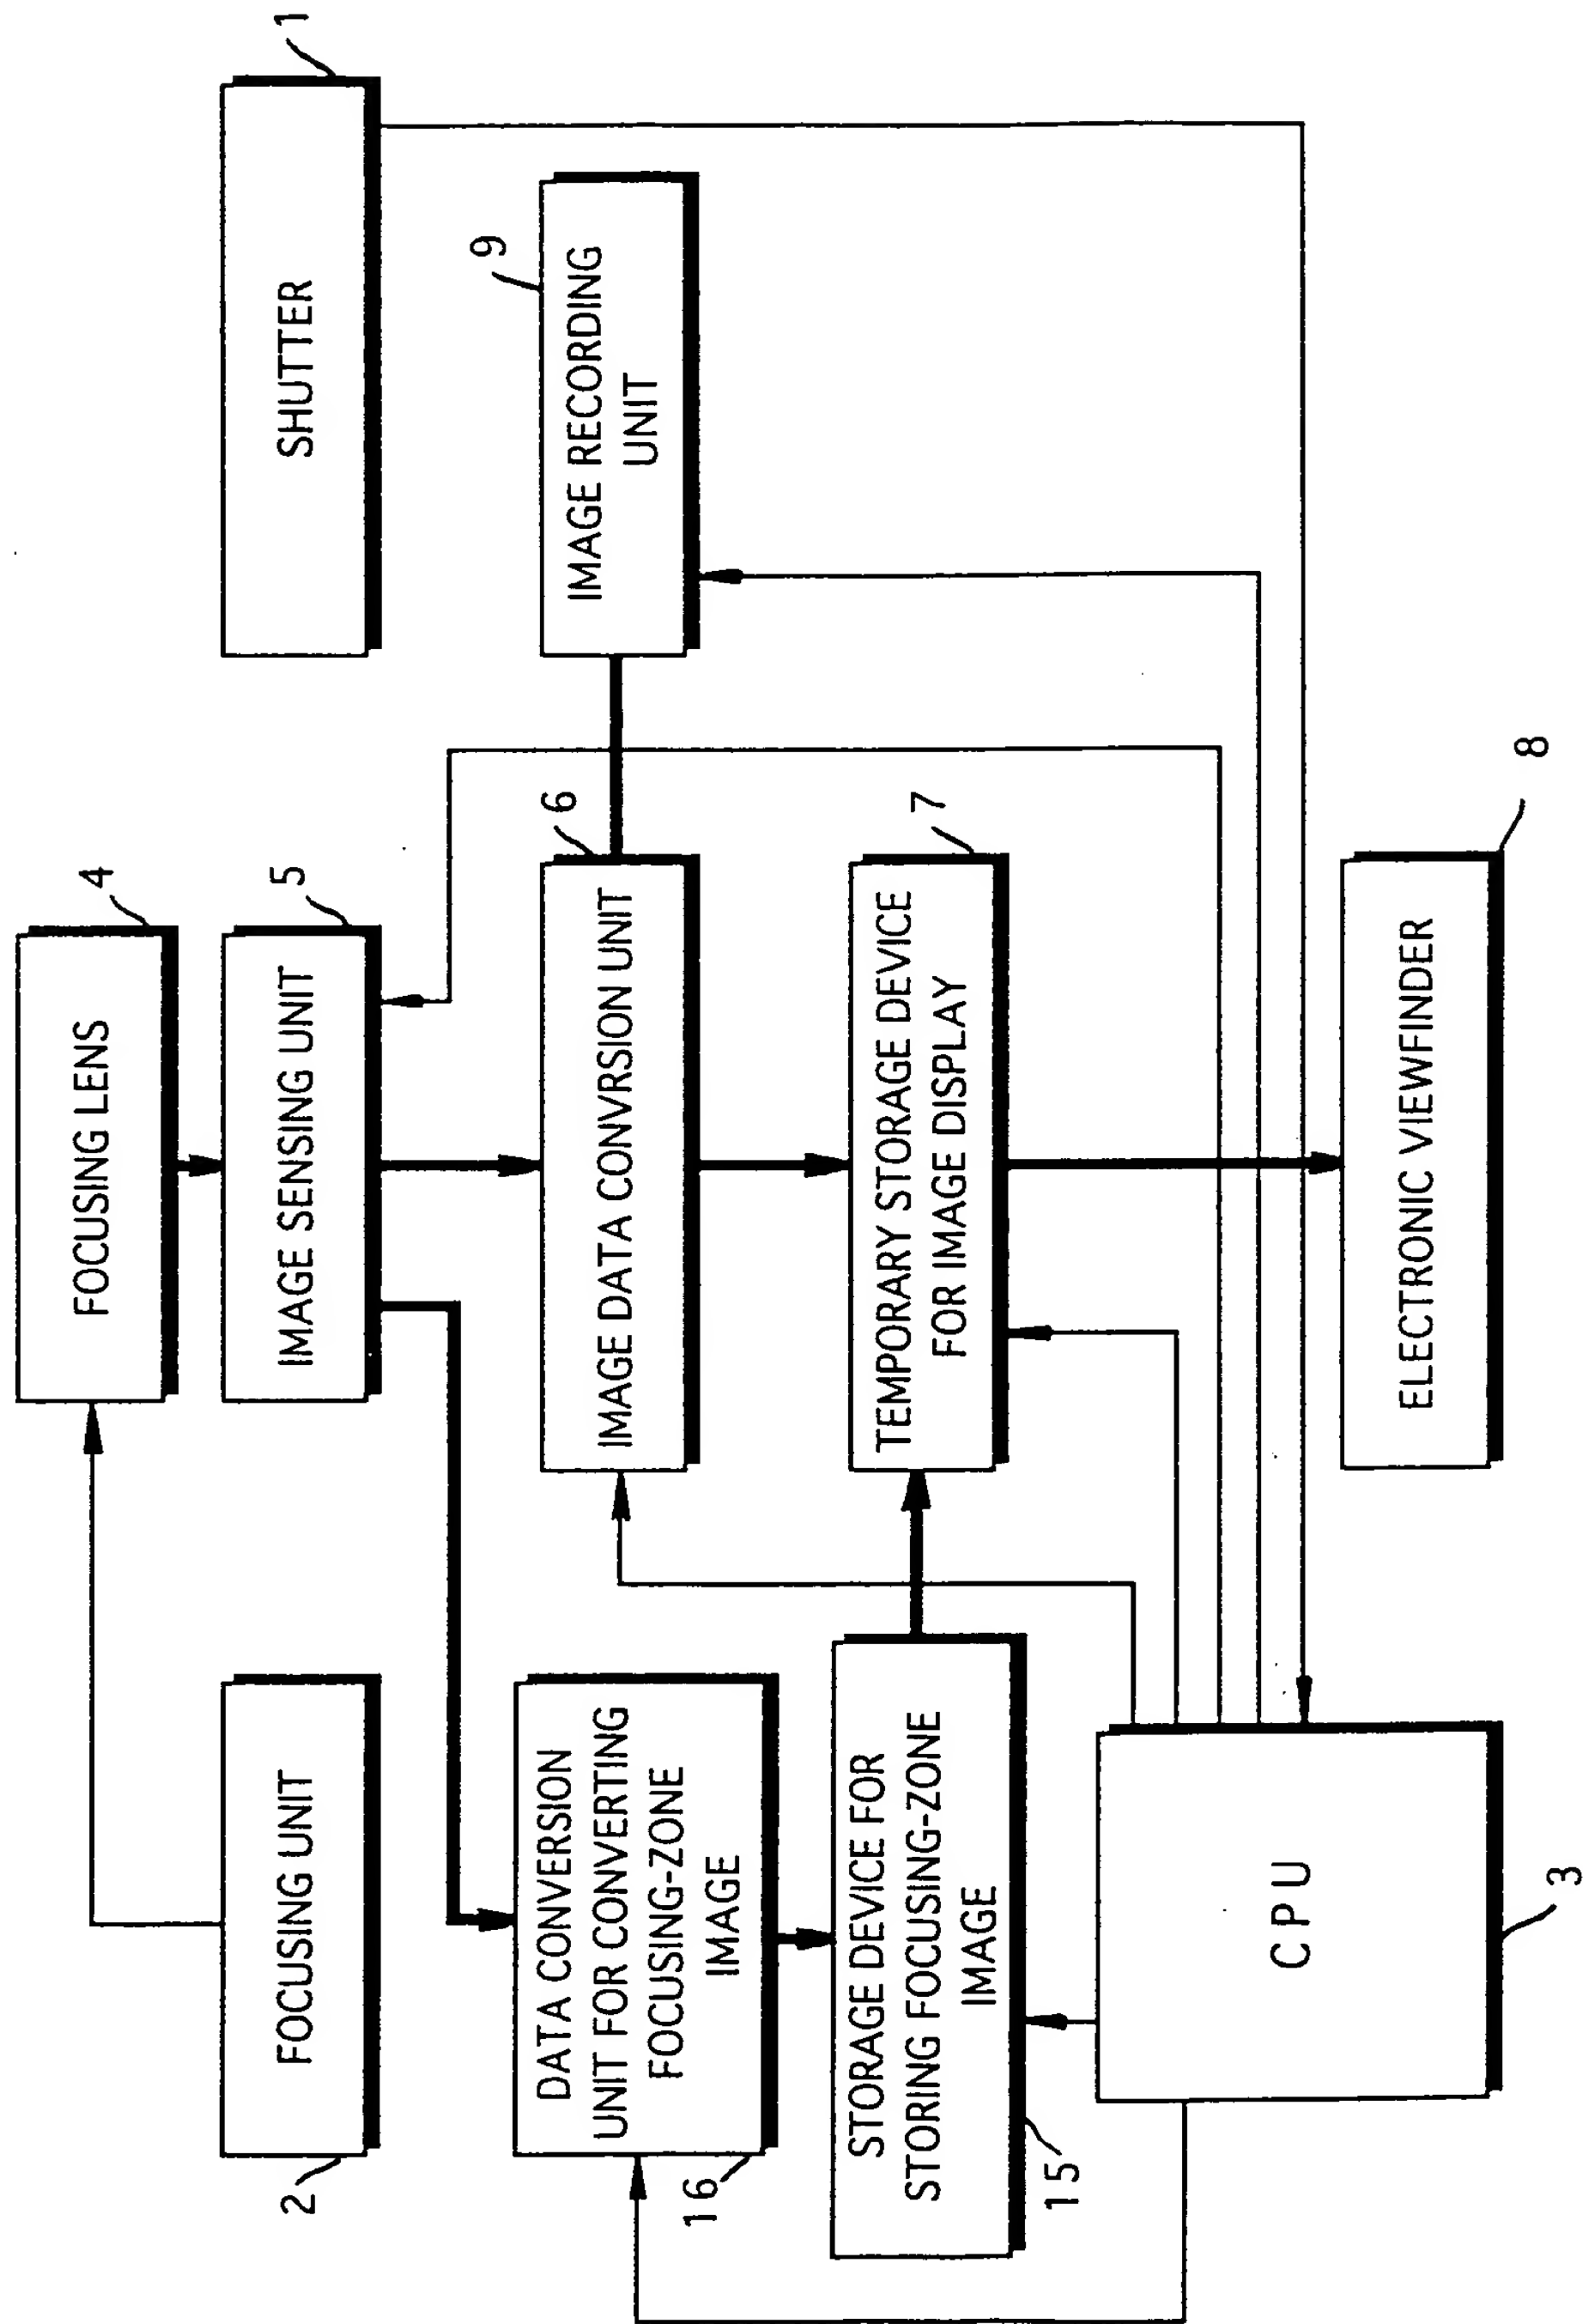 FOCUSING LENS
4
FOCUSING UNIT
2
IMAGE SENSING UNIT
5
SHUTTER
1
DATA CONVERSION
UNIT FOR CONVERTING
FOCUSING-ZONE
IMAGE
16
IMAGE DATA CONVRSION UNIT
6
IMAGE RECORDING
UNIT
9
STORAGE DEVICE FOR
STORING FOCUSING-ZONE
IMAGE
15
TEMPORARY STORAGE DEVICE
FOR IMAGE DISPLAY
7
CPU
3
ELECTRONIC VIEWFINDER
8